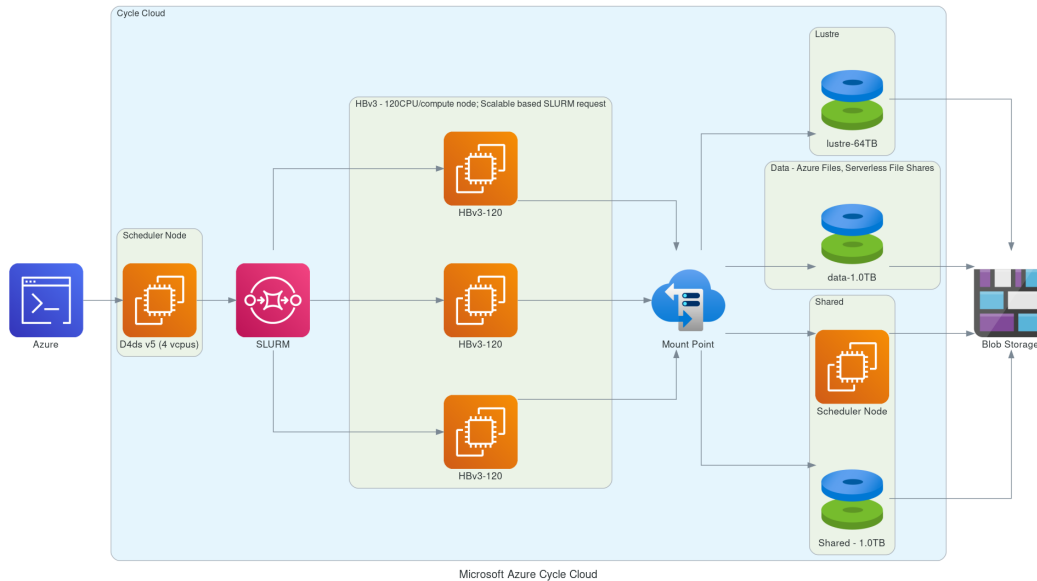 Cycle Cloud
Lustre
lustre-64TB
HBv3 - 120CPU/compute node; Scalable based SLURM request
HBv3-120
Data - Azure Files, Serverless File Shares
data-1.0TB
Scheduler Node
D4ds v5 (4 vcpus)
Azure
SLURM
HBv3-120
Mount Point
Shared
Scheduler Node
Blob Storage
HBv3-120
Shared - 1.0TB
Microsoft Azure Cycle Cloud